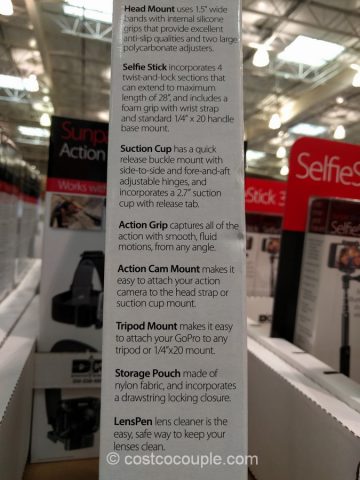 Head Mount uses 1.5" wide
bands with internal silicone
grips that provide excellent
anti-slip qualities and two large
polycarbonate adjusters.
Selfie Stick incorporates 4
twist-and-lock sections that
can extend to maximum
length of 28", and includes a
foam grip with wrist strap
and standard 1/4" x 20 handle
base mount.
Suction Cup has a quick
release buckle mount with
side-to-side and fore-and-aft
adjustable hinges, and
incorporates a 2.7" suction
cup with release tab.
Action Grip captures all of the
action with smooth, fluid
motions, from any angle.
Action Cam Mount makes it
easy to attach your action
camera to the head strap or
suction cup mount.
Tripod Mount makes it easy
to attach your GoPro to any
tripod or 1/4"x20 mount.
Storage Pouch made of
nylon fabric, and incorporates
a drawstring locking closure.
LensPen lens cleaner is the
easy, safe way to keep your
lenses clean.
Sunpa
Action
Works w
SelfieS
Stick
© costcocouple.com